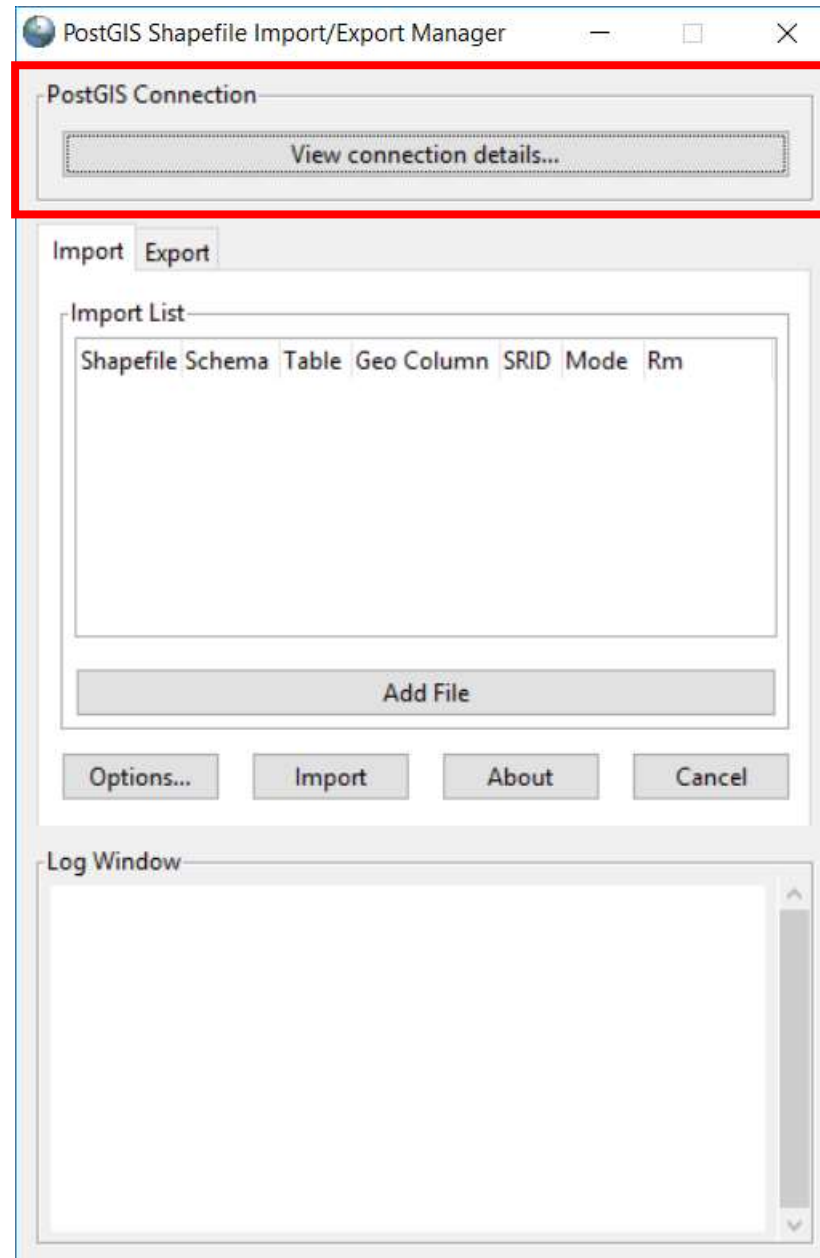 PostGIS Shapefile Import/Export Manager
PostGIS Connection
View connection details...
Import Export
Import List
Shapefile Schema Table Geo Column SRID Mode Rm
Add File
Options... Import About Cancel
Log Window